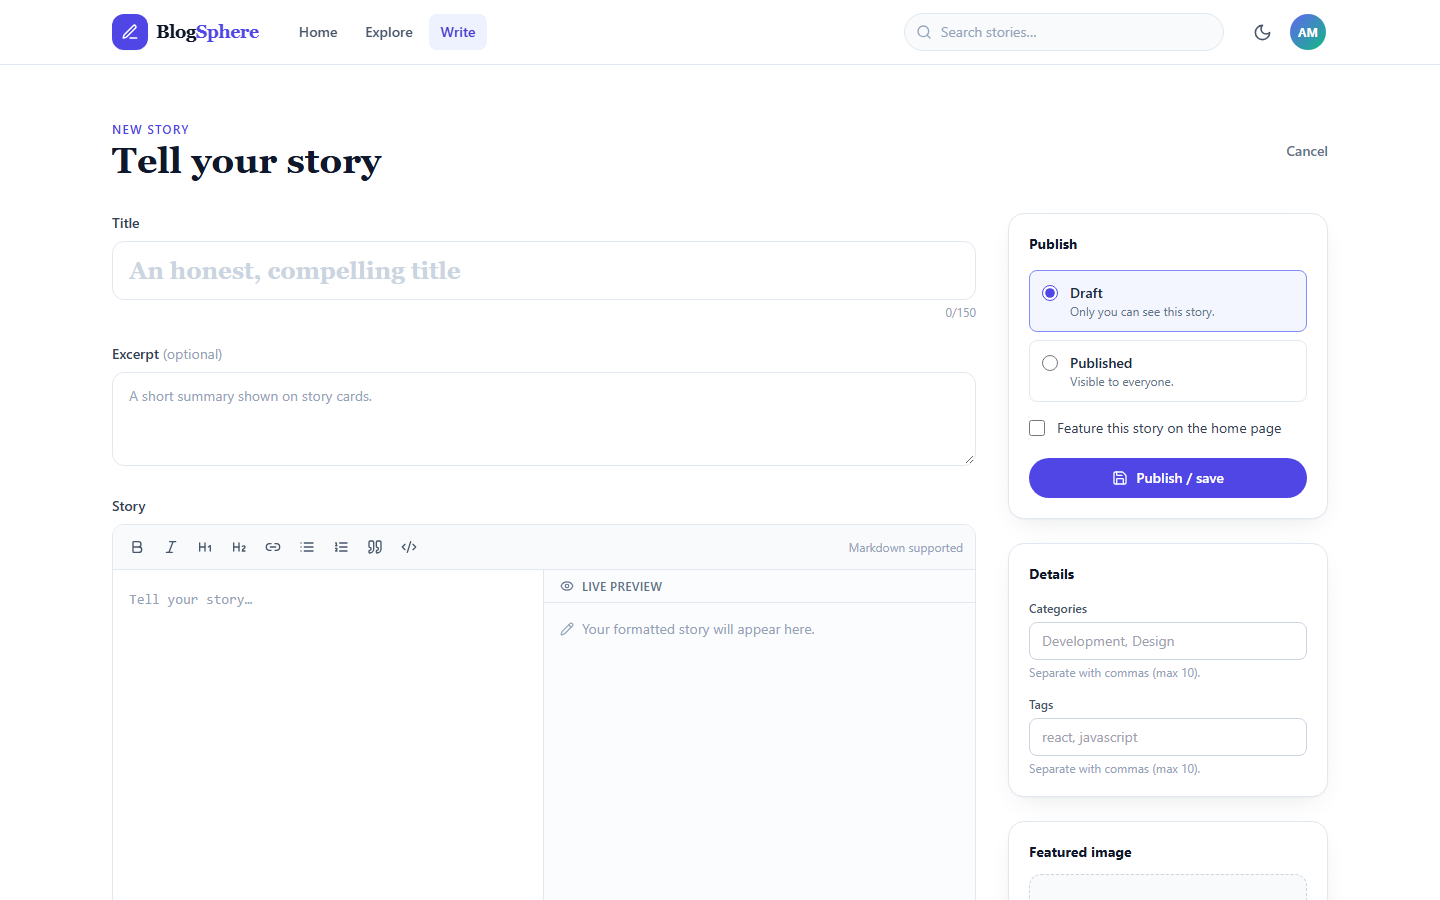 BlogSphere
Home
Explore
Write
Search stories...
AM
NEW STORY
Tell your story
Cancel
Title
An honest, compelling title
0/150
Excerpt (optional)
A short summary shown on story cards.
Story
B I H1 H2
Markdown supported
Tell your story…
LIVE PREVIEW
Your formatted story will appear here.
Publish
Draft
Only you can see this story.
Published
Visible to everyone.
Feature this story on the home page
Publish / save
Details
Categories
Development, Design
Separate with commas (max 10).
Tags
react, javascript
Separate with commas (max 10).
Featured image